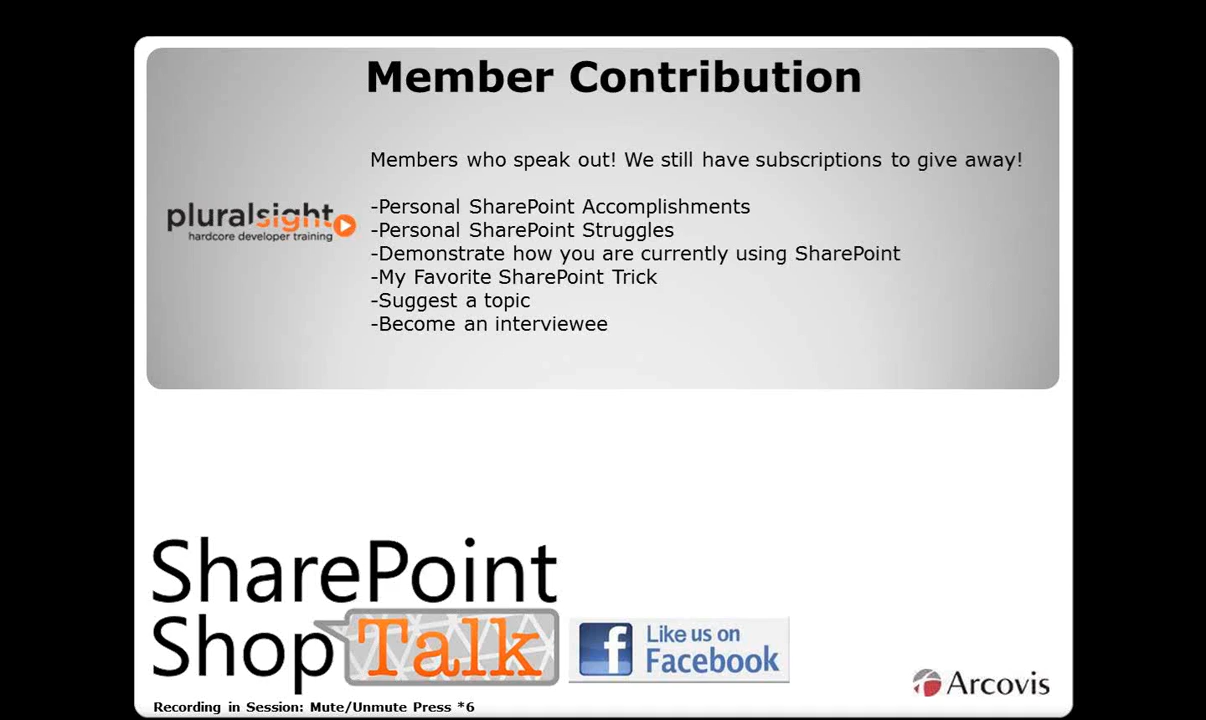 Member Contribution
Members who speak out! We still have subscriptions to give away!
pluralsight
hardcore developer training
-Personal SharePoint Accomplishments
-Personal SharePoint Struggles
-Demonstrate how you are currently using SharePoint
-My Favorite SharePoint Trick
-Suggest a topic
-Become an interviewee
SharePoint
Shop Talk
f Like us on
Facebook
Arcovis
Recording in Session: Mute/Unmute Press *6